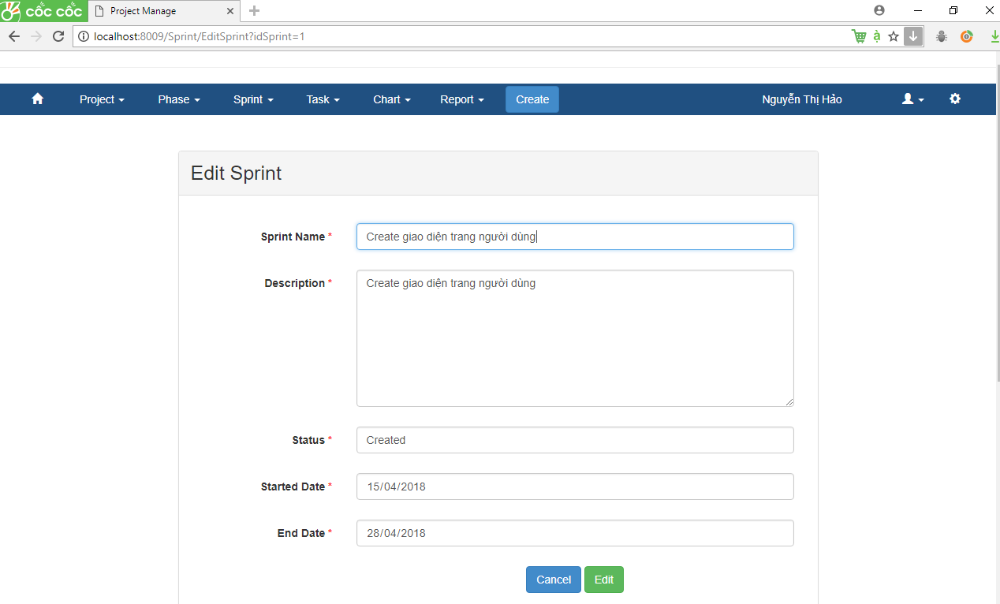 cốc cốc Project Manage
localhost:8009/Sprint/EditSprint?idSprint=1 à
Project Phase Sprint Task Chart Report Create Nguyễn Thị Hảo
Edit Sprint
Sprint Name * Create giao diện trang người dùng
Description * Create giao diện trang người dùng
Status * Created
Started Date * 15/04/2018
End Date * 28/04/2018
Cancel Edit